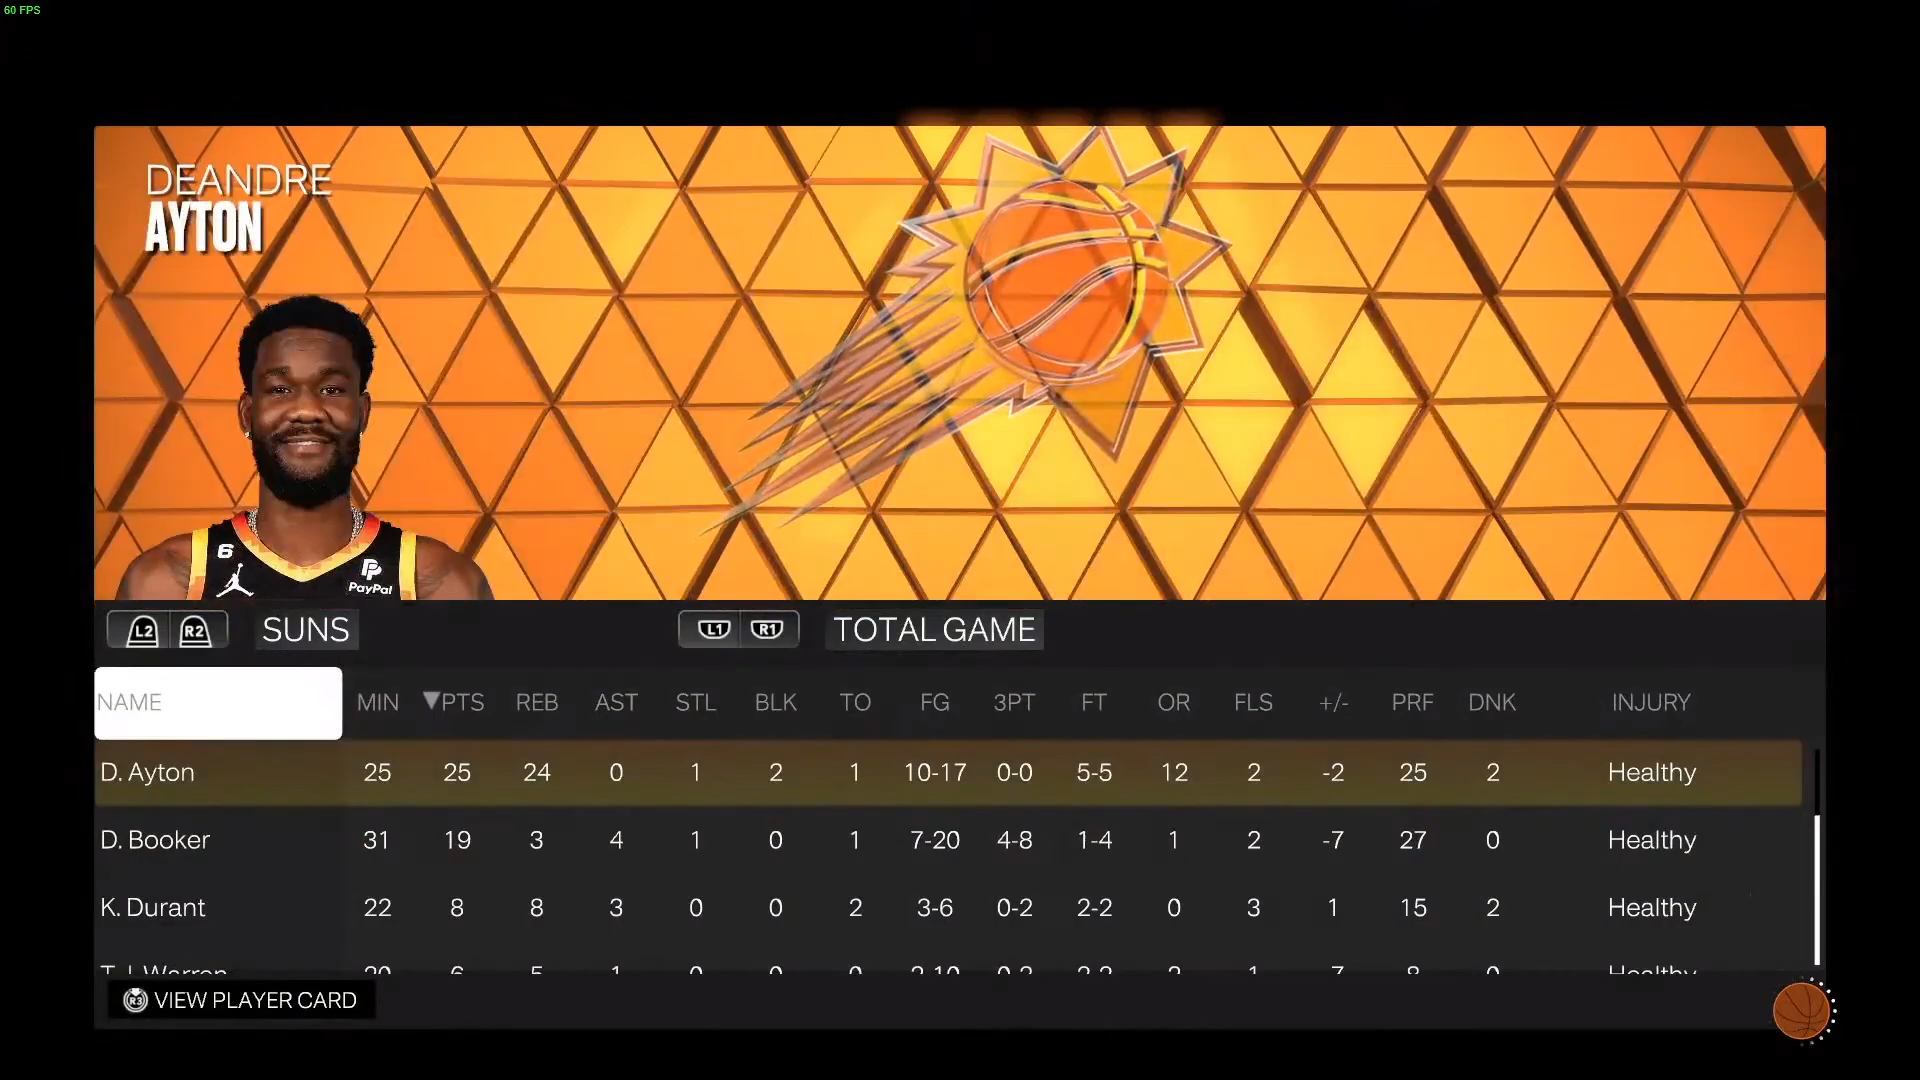 60 FPS
DEANDRE
AYTON
6
PayPal
L2 R2 SUNS L1 R1 TOTAL GAME
NAME MIN ▼PTS REB AST STL BLK TO FG 3PT FT OR FLS +/- PRF DNK INJURY
D. Ayton 25 25 24 0 1 2 1 10-17 0-0 5-5 12 2 -2 25 2 Healthy
D. Booker 31 19 3 4 1 0 1 7-20 4-8 1-4 1 2 -7 27 0 Healthy
K. Durant 22 8 8 3 0 0 2 3-6 0-2 2-2 0 3 1 15 2 Healthy
T. J. Warren Healthy
R3 VIEW PLAYER CARD